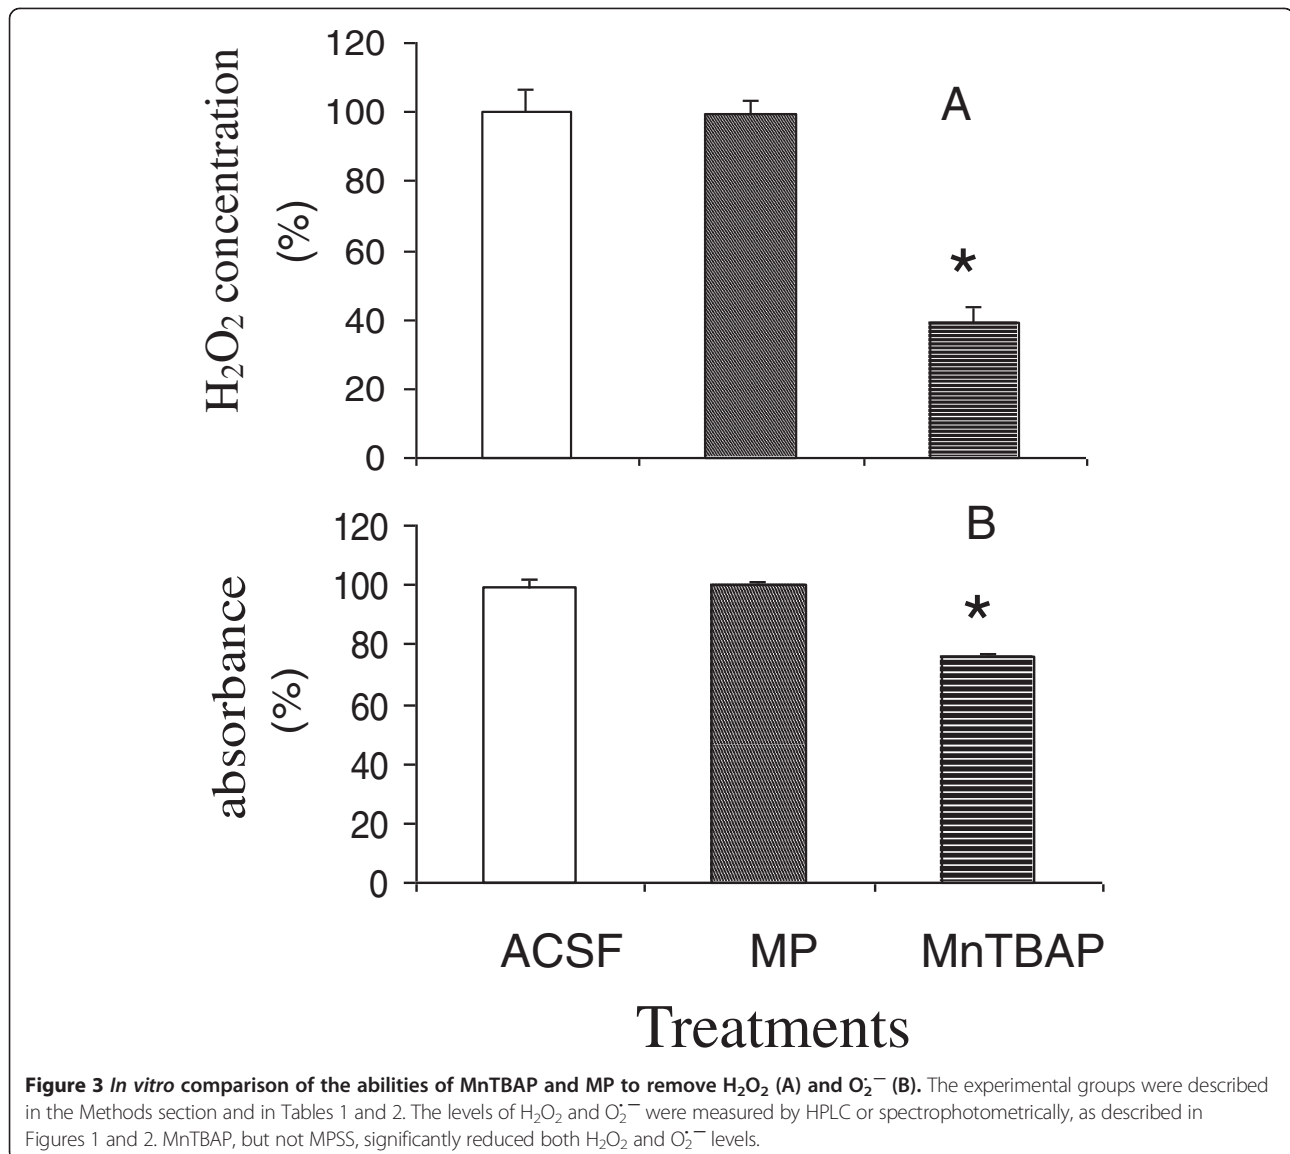 120
100
80
60
40
20
0
H₂O₂ concentration
(%)
A
*
120
100
80
60
40
20
0
absorbance
(%)
B
*
ACSF MP MnTBAP
Treatments
Figure 3 In vitro comparison of the abilities of MnTBAP and MP to remove H₂O₂ (A) and O₂˙⁻ (B). The experimental groups were described
in the Methods section and in Tables 1 and 2. The levels of H₂O₂ and O₂˙⁻ were measured by HPLC or spectrophotometrically, as described in
Figures 1 and 2. MnTBAP, but not MPSS, significantly reduced both H₂O₂ and O₂˙⁻ levels.